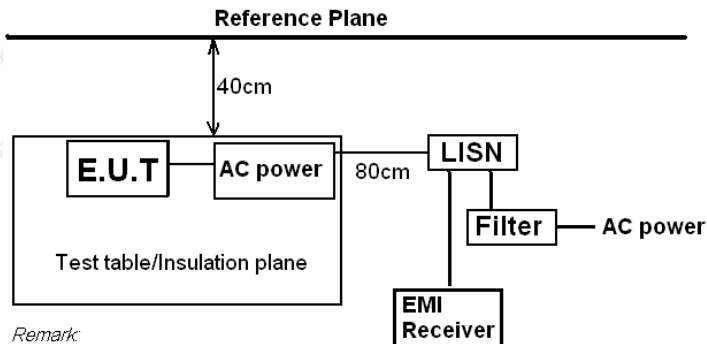 Reference Plane
40cm
E.U.T
AC power
80cm
LISN
Filter
AC power
Test table/Insulation plane
EMI
Receiver
Remark: